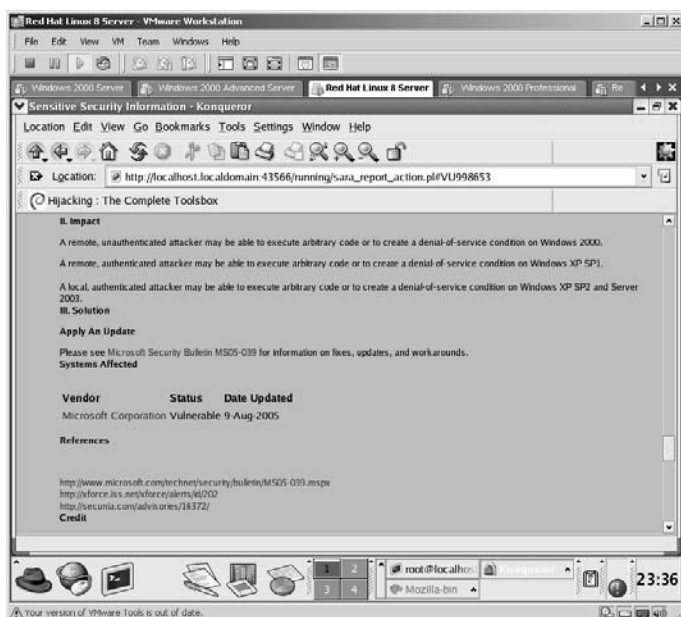 Red Hat Linux 8 Server - VMware Workstation
File Edit View VM Team Windows Help
Windows 2000 Server Windows 2000 Advanced Server Red Hat Linux 8 Server Windows 2000 Professional Re
Sensitive Security Information - Konqueror
Location Edit View Go Bookmarks Tools Settings Window Help
Location: http://localhost.localdomain:43566/running/sara_report_action.pl#VU998653
Hijacking : The Complete Toolbox
II. Impact
A remote, unauthenticated attacker may be able to execute arbitrary code or to create a denial-of-service condition on Windows 2000.
A remote, authenticated attacker may be able to execute arbitrary code or to create a denial-of-service condition on Windows XP SP1.
A local, authenticated attacker may be able to execute arbitrary code or to create a denial-of-service condition on Windows XP SP2 and Server
2003.
III. Solution
Apply An Update
Please see Microsoft Security Bulletin MS05-039 for information on fixes, updates, and workarounds.
Systems Affected
Vendor Status Date Updated
Microsoft Corporation Vulnerable 9-Aug-2005
References
http://www.microsoft.com/technet/security/bulletin/MS05-039.mspx
http://xforce.iss.net/xforce/alerts/id/202
http://secunia.com/advisories/16372/
Credit
1 2 root@localhos Konqueror
3 4 Mozilla-bin
23:36
Your version of VMware Tools is out of date.